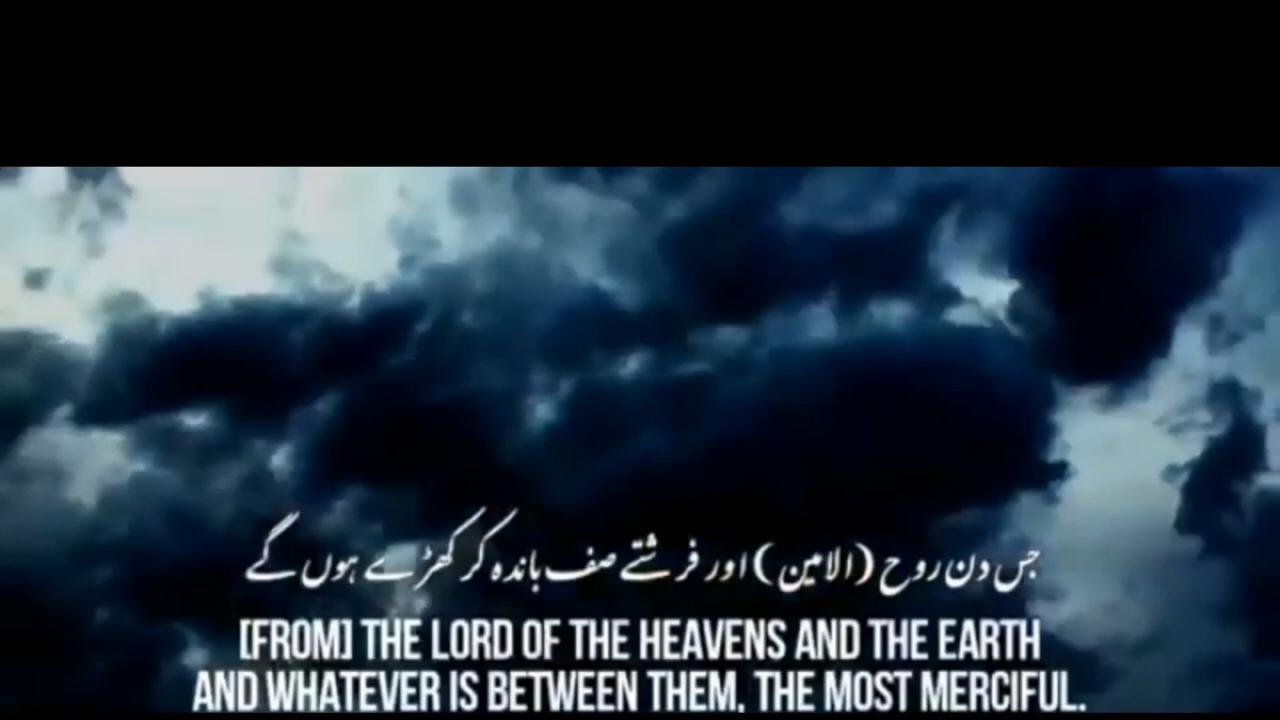 جس دن روح (الامین) اور فرشتے صف باندہ کر کھڑے ہوں گے
[FROM] THE LORD OF THE HEAVENS AND THE EARTH
AND WHATEVER IS BETWEEN THEM, THE MOST MERCIFUL.